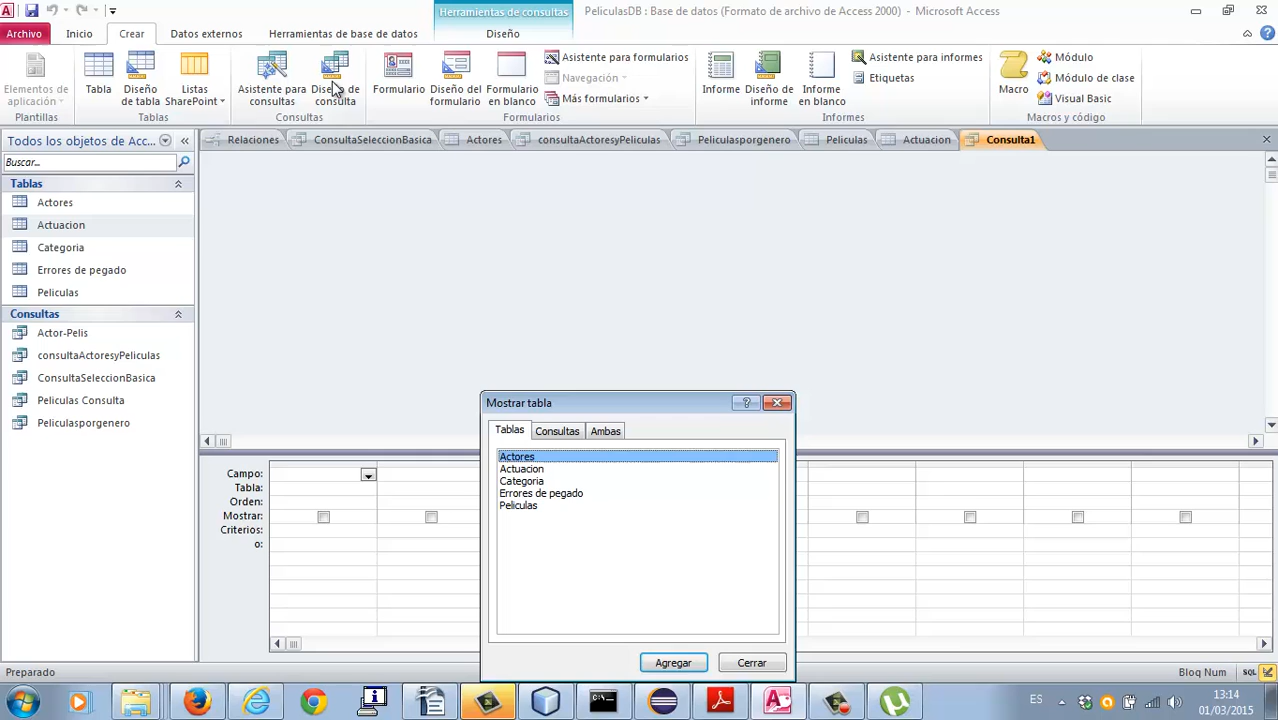 Herramientas de consultas
PeliculasDB : Base de datos (Formato de archivo de Access 2000) - Microsoft Access
Archivo Inicio Crear Datos externos Herramientas de base de datos Diseño
Elementos de aplicación
Tabla
Diseño de tabla
Listas SharePoint
Asistente para consultas
Diseño de consulta
Formulario
Diseño del formulario
Formulario en blanco
Asistente para formularios
Navegación
Más formularios
Informe
Diseño de informe
Informe en blanco
Asistente para informes
Etiquetas
Macro
Módulo
Módulo de clase
Visual Basic
Plantillas Tablas Consultas Formularios Informes Macros y código
Todos los objetos de Acc...
Buscar...
Tablas
Actores
Actuacion
Categoria
Errores de pegado
Peliculas
Consultas
Actor-Pelis
consultaActoresyPeliculas
ConsultaSeleccionBasica
Peliculas Consulta
Peliculasporgenero
Relaciones ConsultaSeleccionBasica Actores consultaActoresyPeliculas Peliculasporgenero Peliculas Actuacion Consulta1
Campo:
Tabla:
Orden:
Mostrar:
Criterios:
o:
Mostrar tabla
?
Tablas Consultas Ambas
Actores
Actuacion
Categoria
Errores de pegado
Peliculas
Agregar Cerrar
Preparado
Bloq Num
SQL
ES
13:14
01/03/2015